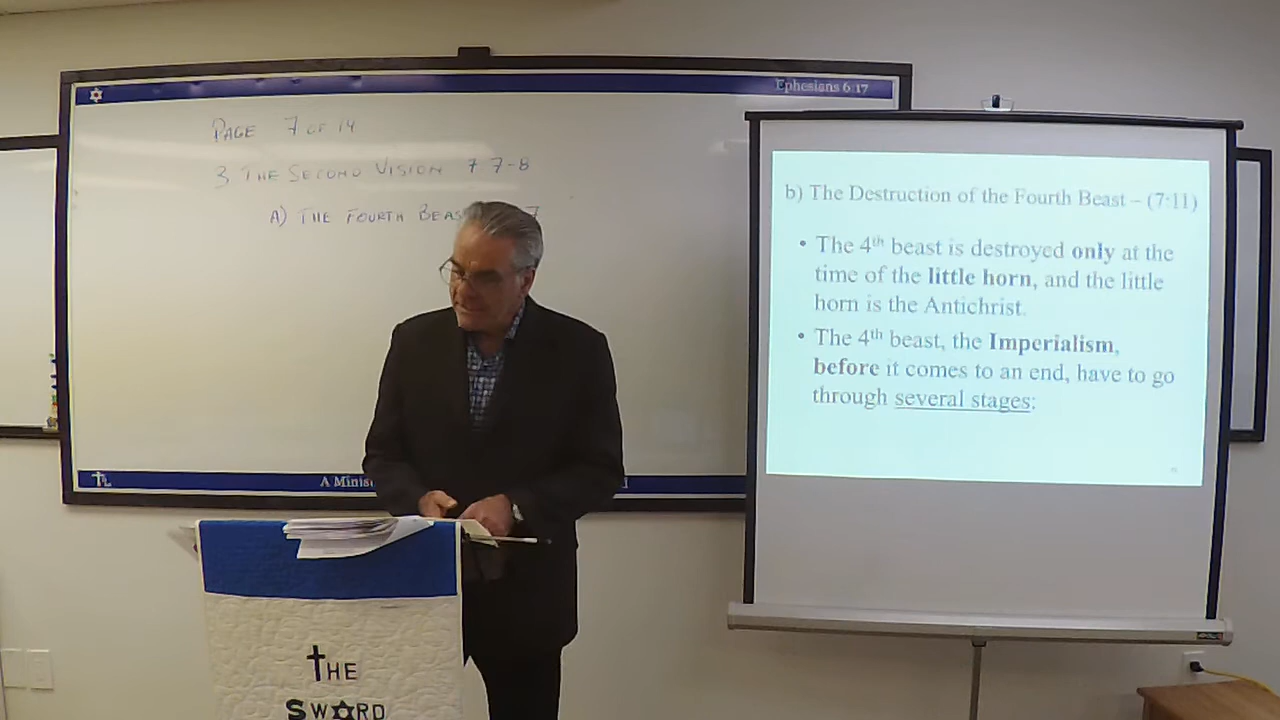 Ephesians 6:17
PAGE 7 OF 14
3 THE SECOND VISION 7 7-8
A) THE FOURTH BEAS 7
b) The Destruction of the Fourth Beast – (7:11)
• The 4th beast is destroyed only at the
time of the little horn, and the little
horn is the Antichrist.
• The 4th beast, the Imperialism,
before it comes to an end, have to go
through several stages:
A Minis
THE
SWORD